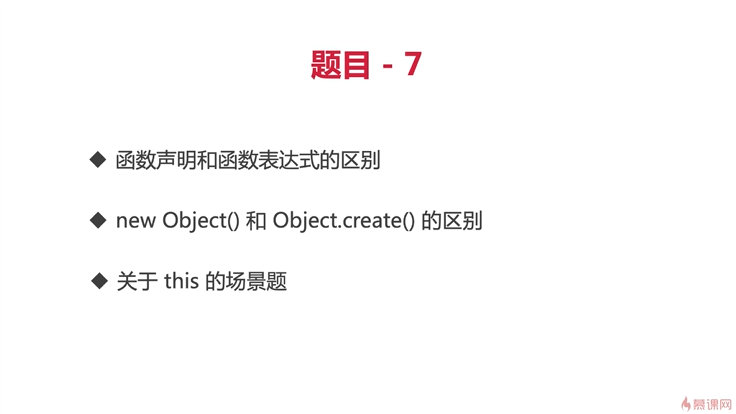 题目 - 7
◆ 函数声明和函数表达式的区别
◆ new Object() 和 Object.create() 的区别
◆ 关于 this 的场景题
慕课网